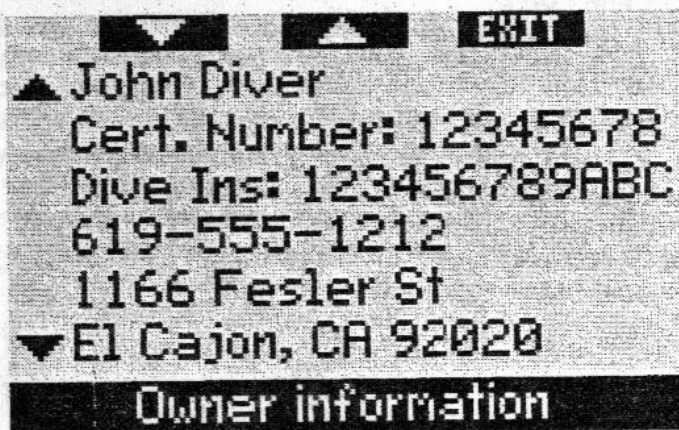 EXIT
John Diver
Cert. Number: 12345678
Dive Ins: 123456789ABC
619-555-1212
1166 Fesler St
El Cajon, CA 92020
Owner information